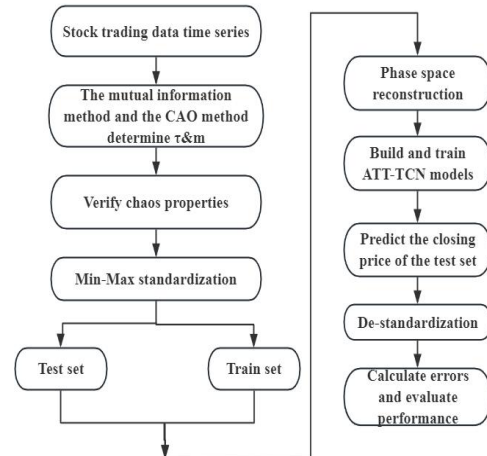 Stock trading data time series
The mutual information
method and the CAO method
determine τ&m
Verify chaos properties
Min-Max standardization
Test set
Train set
Phase space
reconstruction
Build and train
ATT-TCN models
Predict the closing
price of the test set
De-standardization
Calculate errors
and evaluate
performance